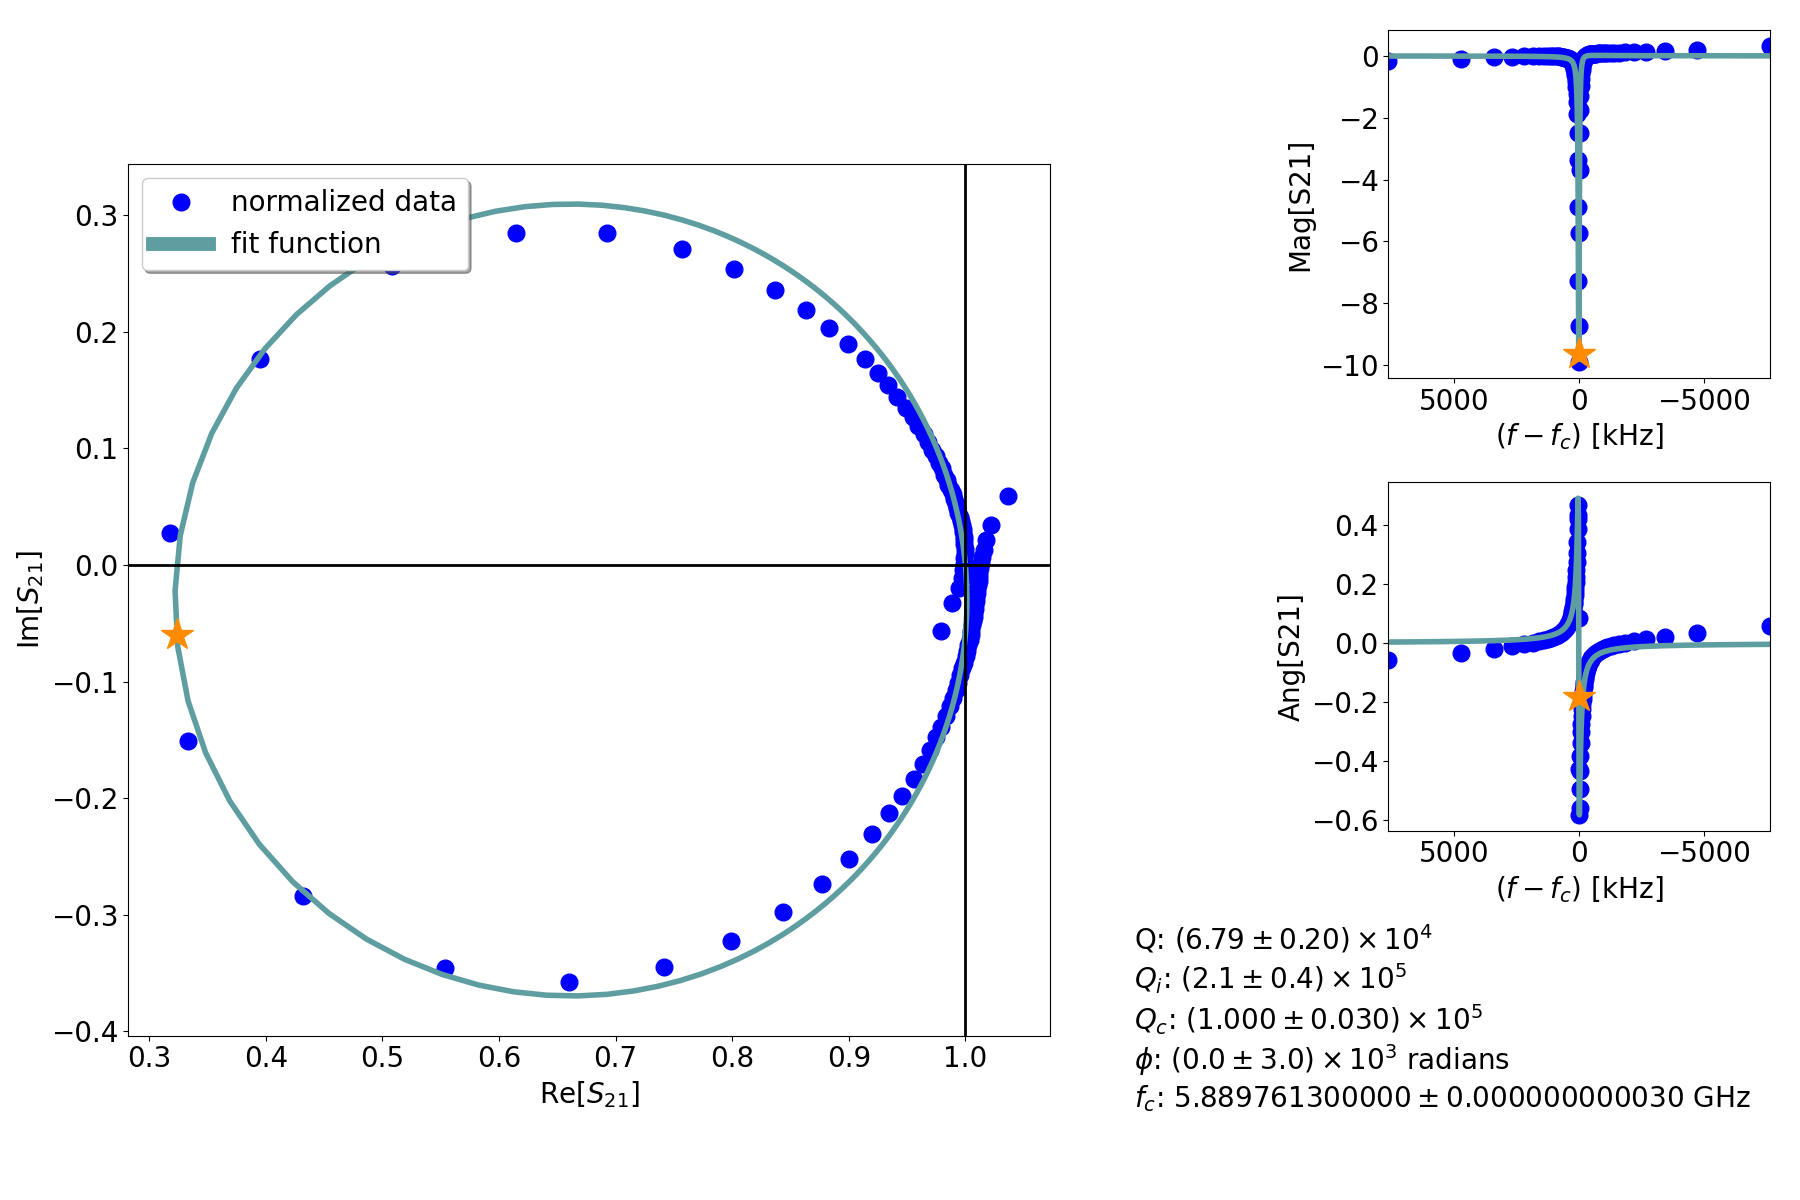 normalized data
fit function
0.3
0.2
0.1
0.0
−0.1
−0.2
−0.3
−0.4
Im[S21]
0.3 0.4 0.5 0.6 0.7 0.8 0.9 1.0
Re[S21]
0
−2
−4
−6
−8
−10
Mag[S21]
5000 0 −5000
(f − fc) [kHz]
0.4
0.2
0.0
−0.2
−0.4
−0.6
Ang[S21]
5000 0 −5000
(f − fc) [kHz]
Q: (6.79 ± 0.20) × 10^4
Qi: (2.1 ± 0.4) × 10^5
Qc: (1.000 ± 0.030) × 10^5
ϕ: (0.0 ± 3.0) × 10^3 radians
fc: 5.889761300000 ± 0.000000000030 GHz